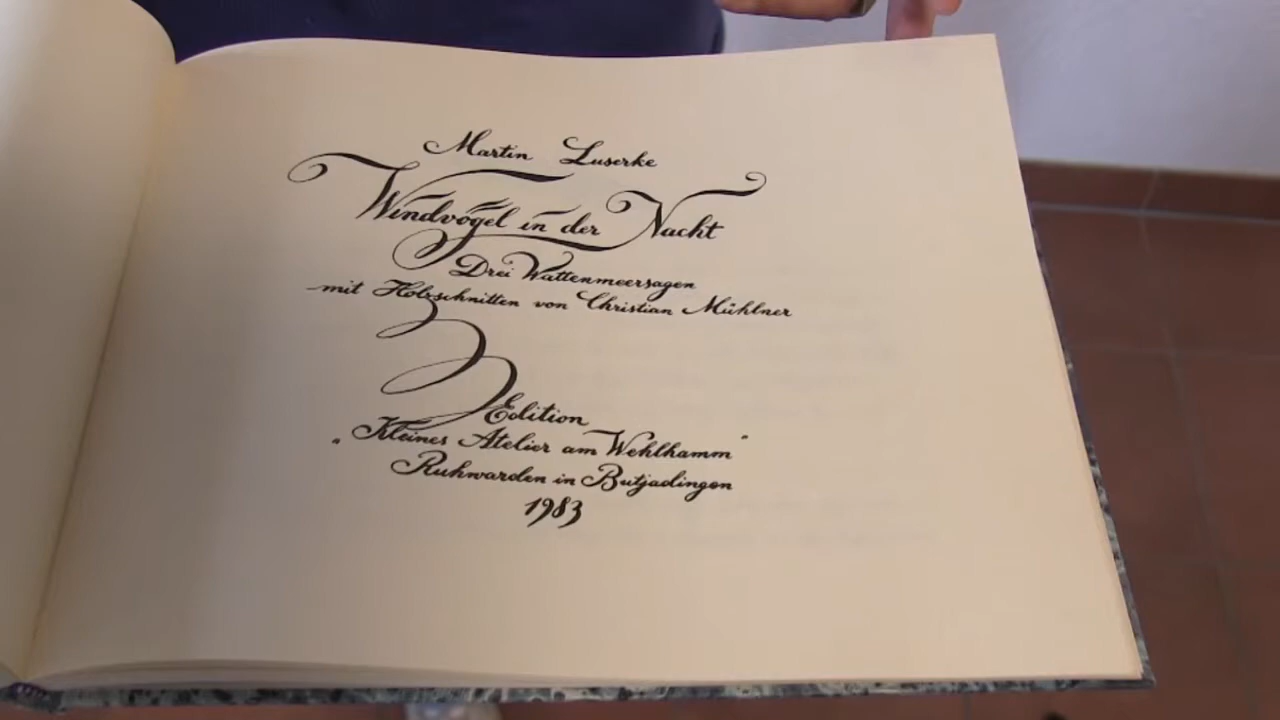 Martin Luserke
Windvögel in der Nacht
Drei Wattenmeersagen
mit Holzschnitten von Christian Mühlner
Edition
"Kleines Atelier am Wehlhamm"
Ruhwarden in Butjadingen
1983